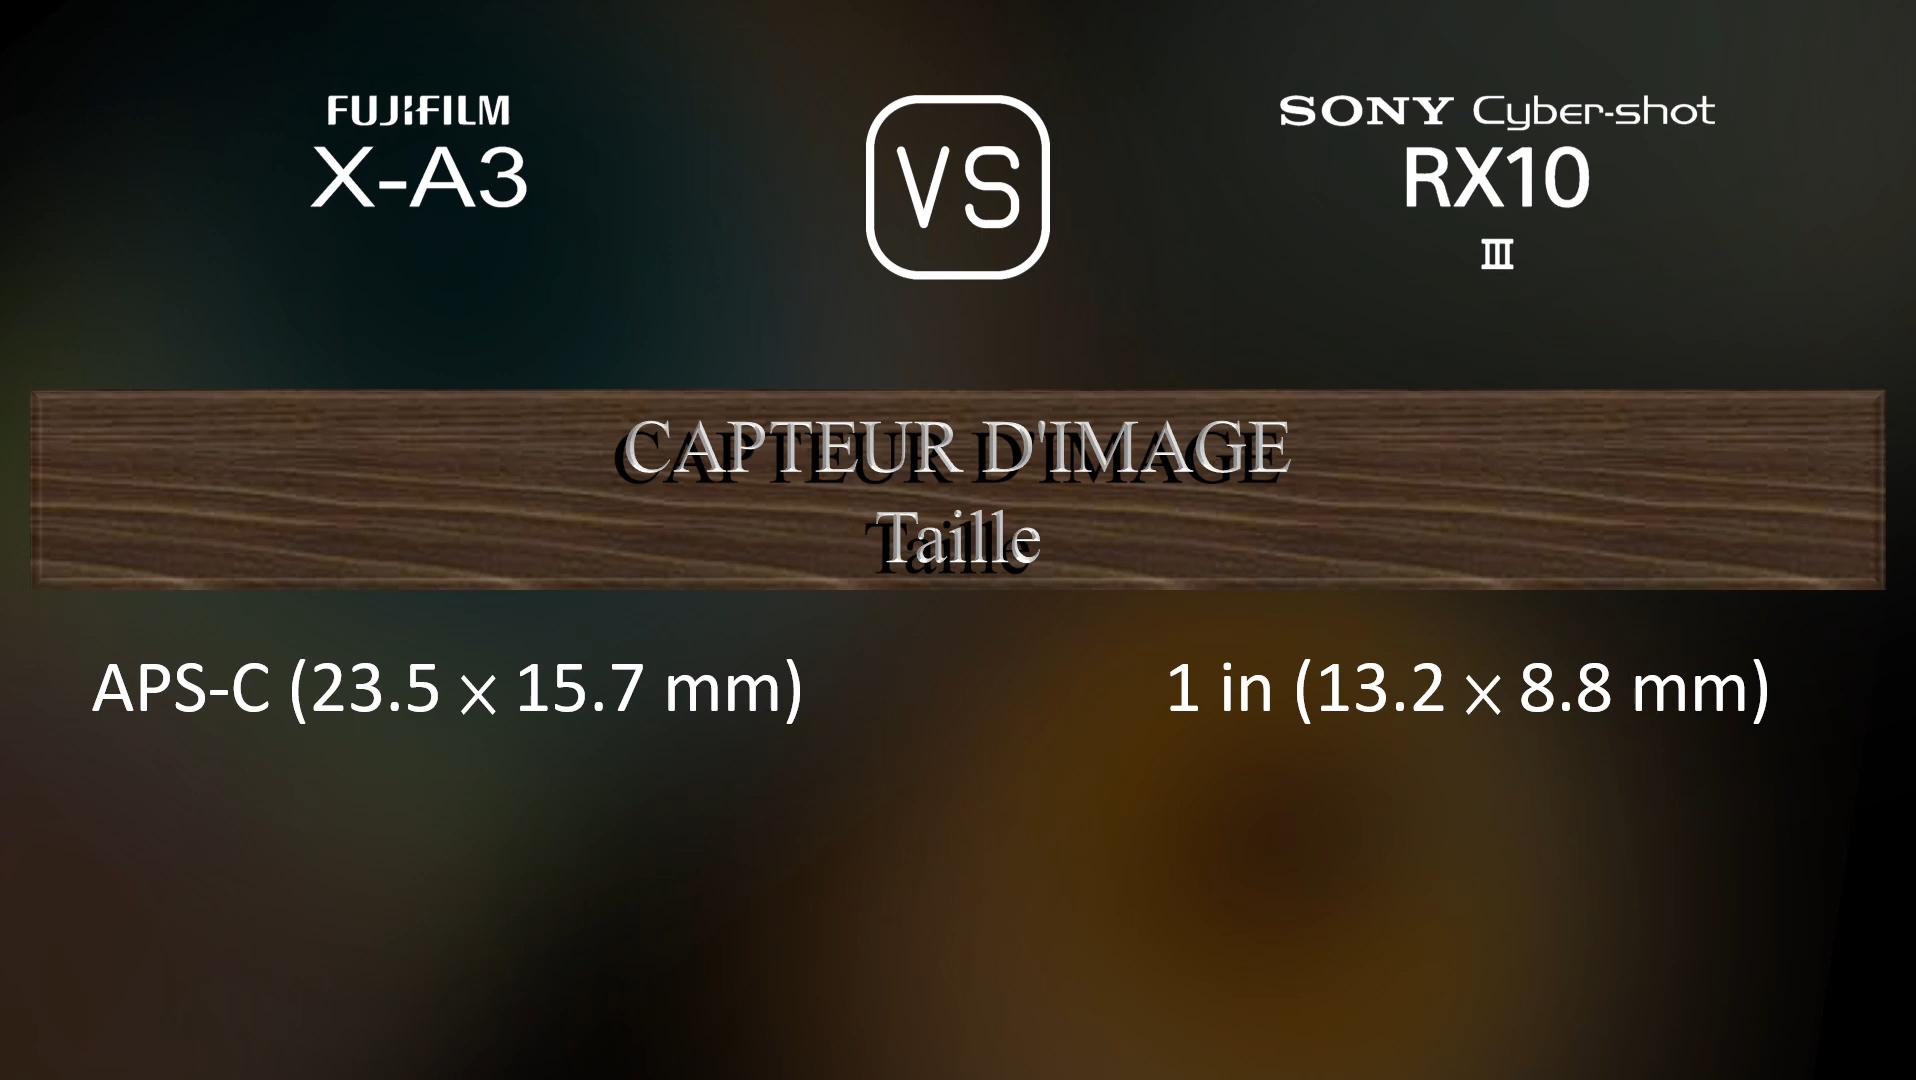 FUJIFILM
X-A3
VS
SONY Cyber-shot
RX10
III
CAPTEUR D'IMAGE
Taille
APS-C (23.5 x 15.7 mm)
1 in (13.2 x 8.8 mm)